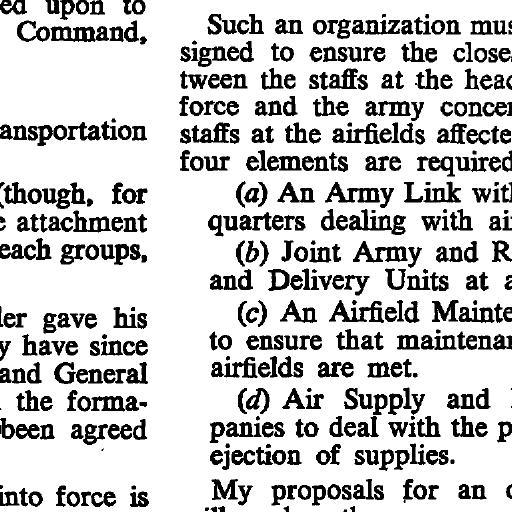 ed upon to
Command,
ansportation
(though, for
attachment
each groups,
ler gave his
y have since
and General
the forma-
been agreed
into force is
Such an organization mus
signed to ensure the close
tween the staffs at the head
force and the army concer
staffs at the airfields affecte
four elements are required
(a) An Army Link wit
quarters dealing with ai
(b) Joint Army and R
and Delivery Units at a
(c) An Airfield Mainte
to ensure that maintenan
airfields are met.
(d) Air Supply and
panies to deal with the p
ejection of supplies.
My proposals for an